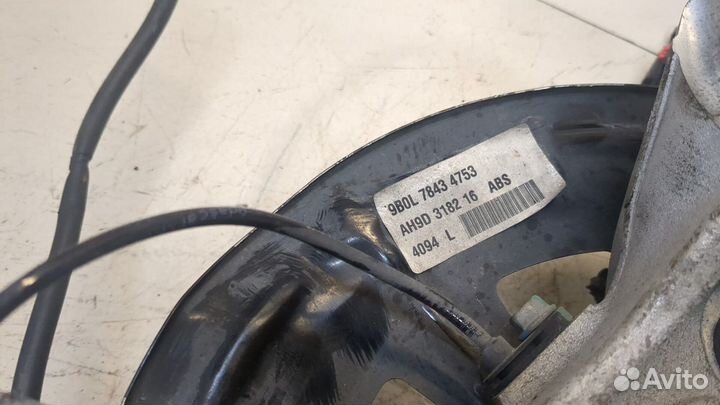 9B0L 7843 4753
AH9D 3182 16 ABS
4094 L
Avito